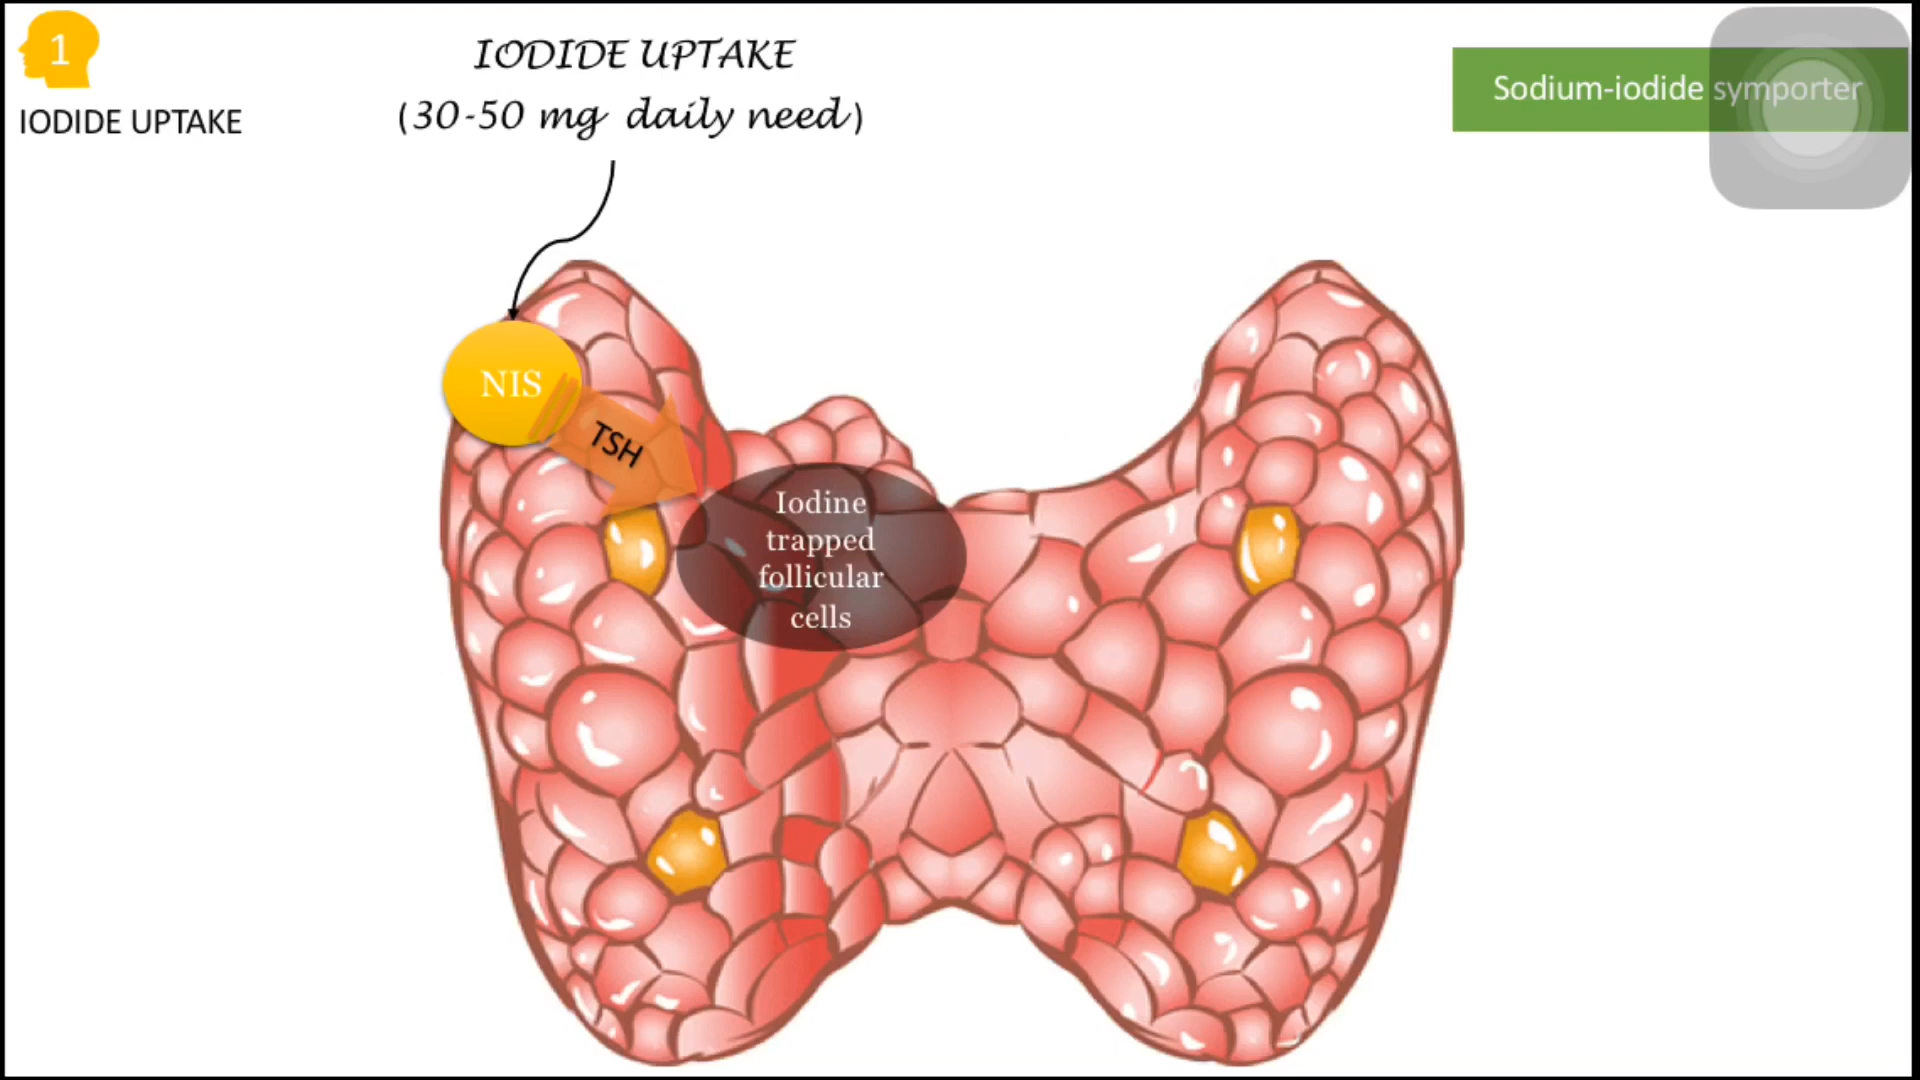 1
IODIDE UPTAKE
IODIDE UPTAKE
(30-50 mg daily need)
Sodium-iodide symporter
NIS
TSH
Iodine
trapped
follicular
cells